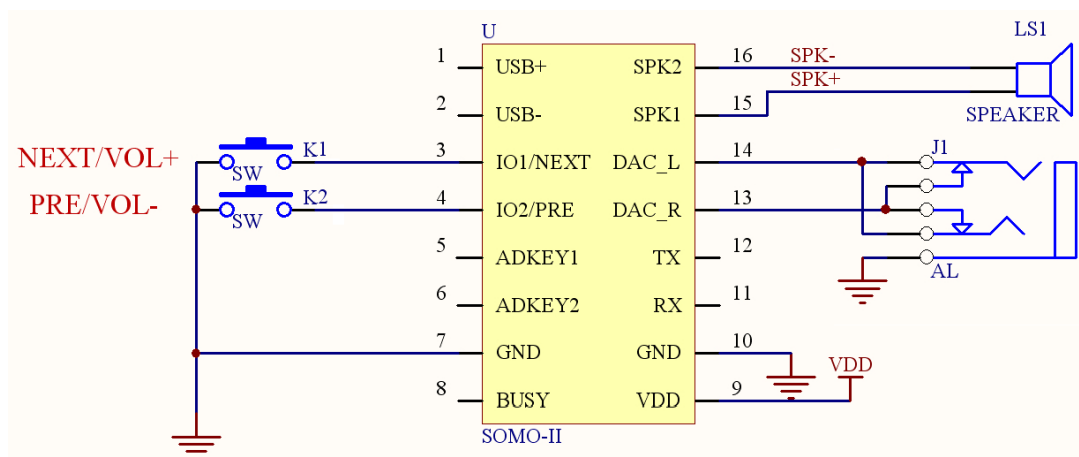 U
LS1
1 USB+ SPK2 16 SPK-
SPK+
2 USB- SPK1 15 SPEAKER
J1
NEXT/VOL+ SW K1 3 IO1/NEXT DAC_L 14
PRE/VOL- SW K2 4 IO2/PRE DAC_R 13
5 ADKEY1 TX 12
AL
6 ADKEY2 RX 11
7 GND GND 10
VDD
8 BUSY VDD 9
SOMO-II